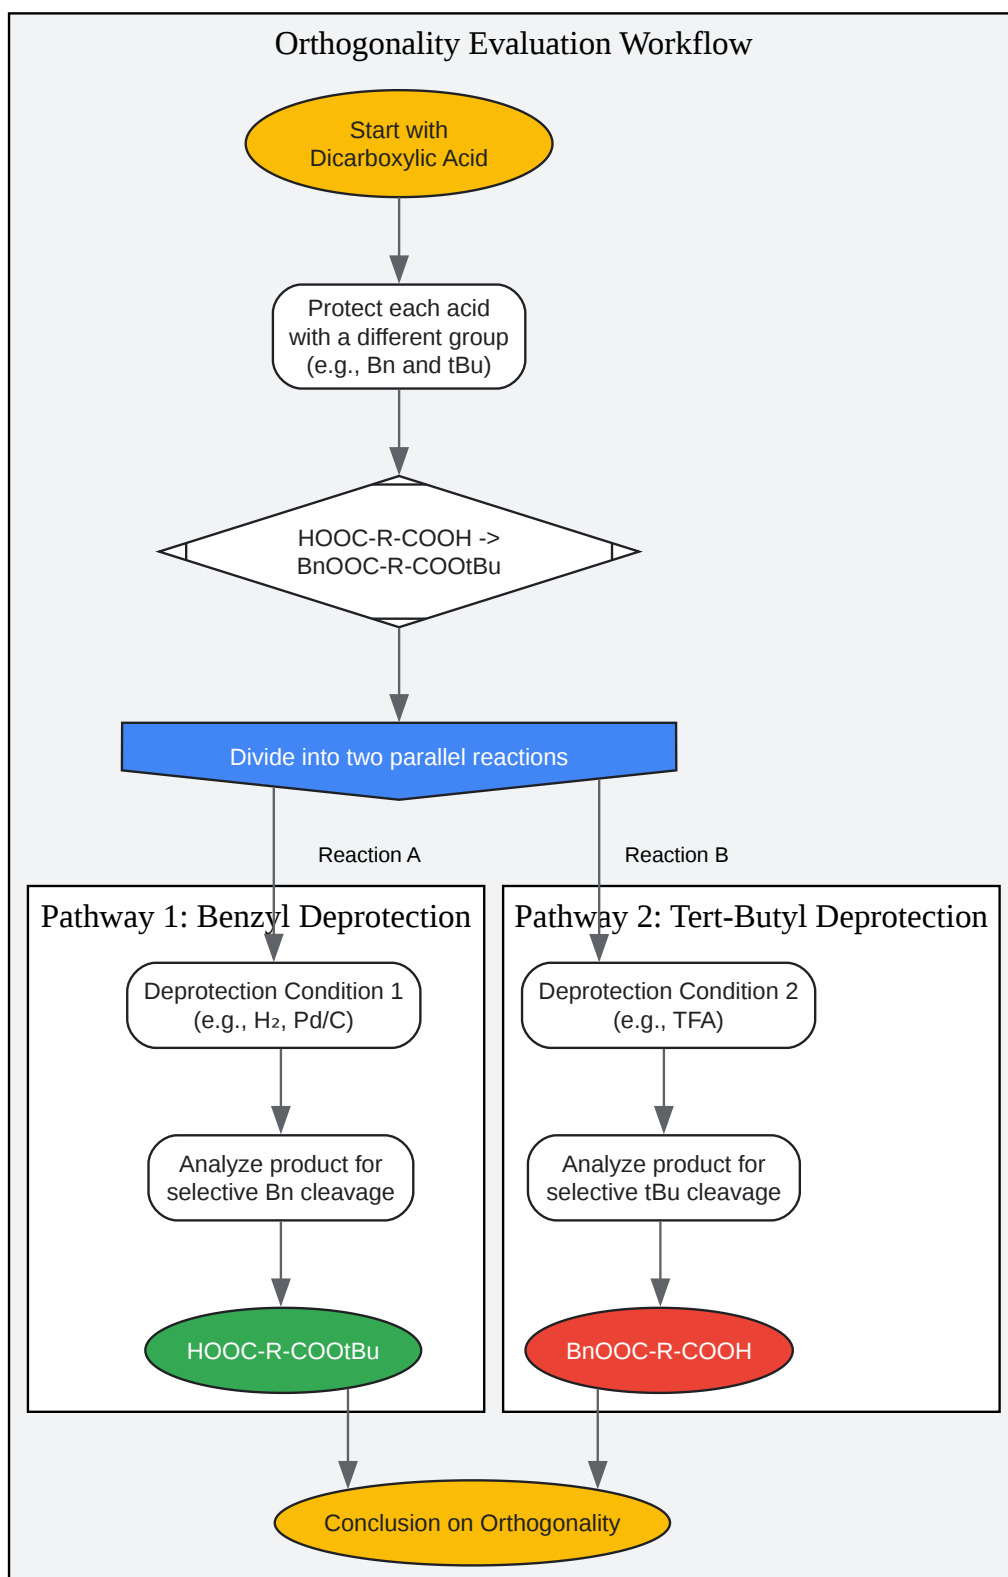 Orthogonality Evaluation Workflow
Start with
Dicarboxylic Acid
Protect each acid
with a different group
(e.g., Bn and tBu)
HOOC-R-COOH ->
BnOOC-R-COOtBu
Divide into two parallel reactions
Reaction A
Reaction B
Pathway 1: Benzyl Deprotection
Deprotection Condition 1
(e.g., H₂, Pd/C)
Analyze product for
selective Bn cleavage
HOOC-R-COOtBu
Pathway 2: Tert-Butyl Deprotection
Deprotection Condition 2
(e.g., TFA)
Analyze product for
selective tBu cleavage
BnOOC-R-COOH
Conclusion on Orthogonality